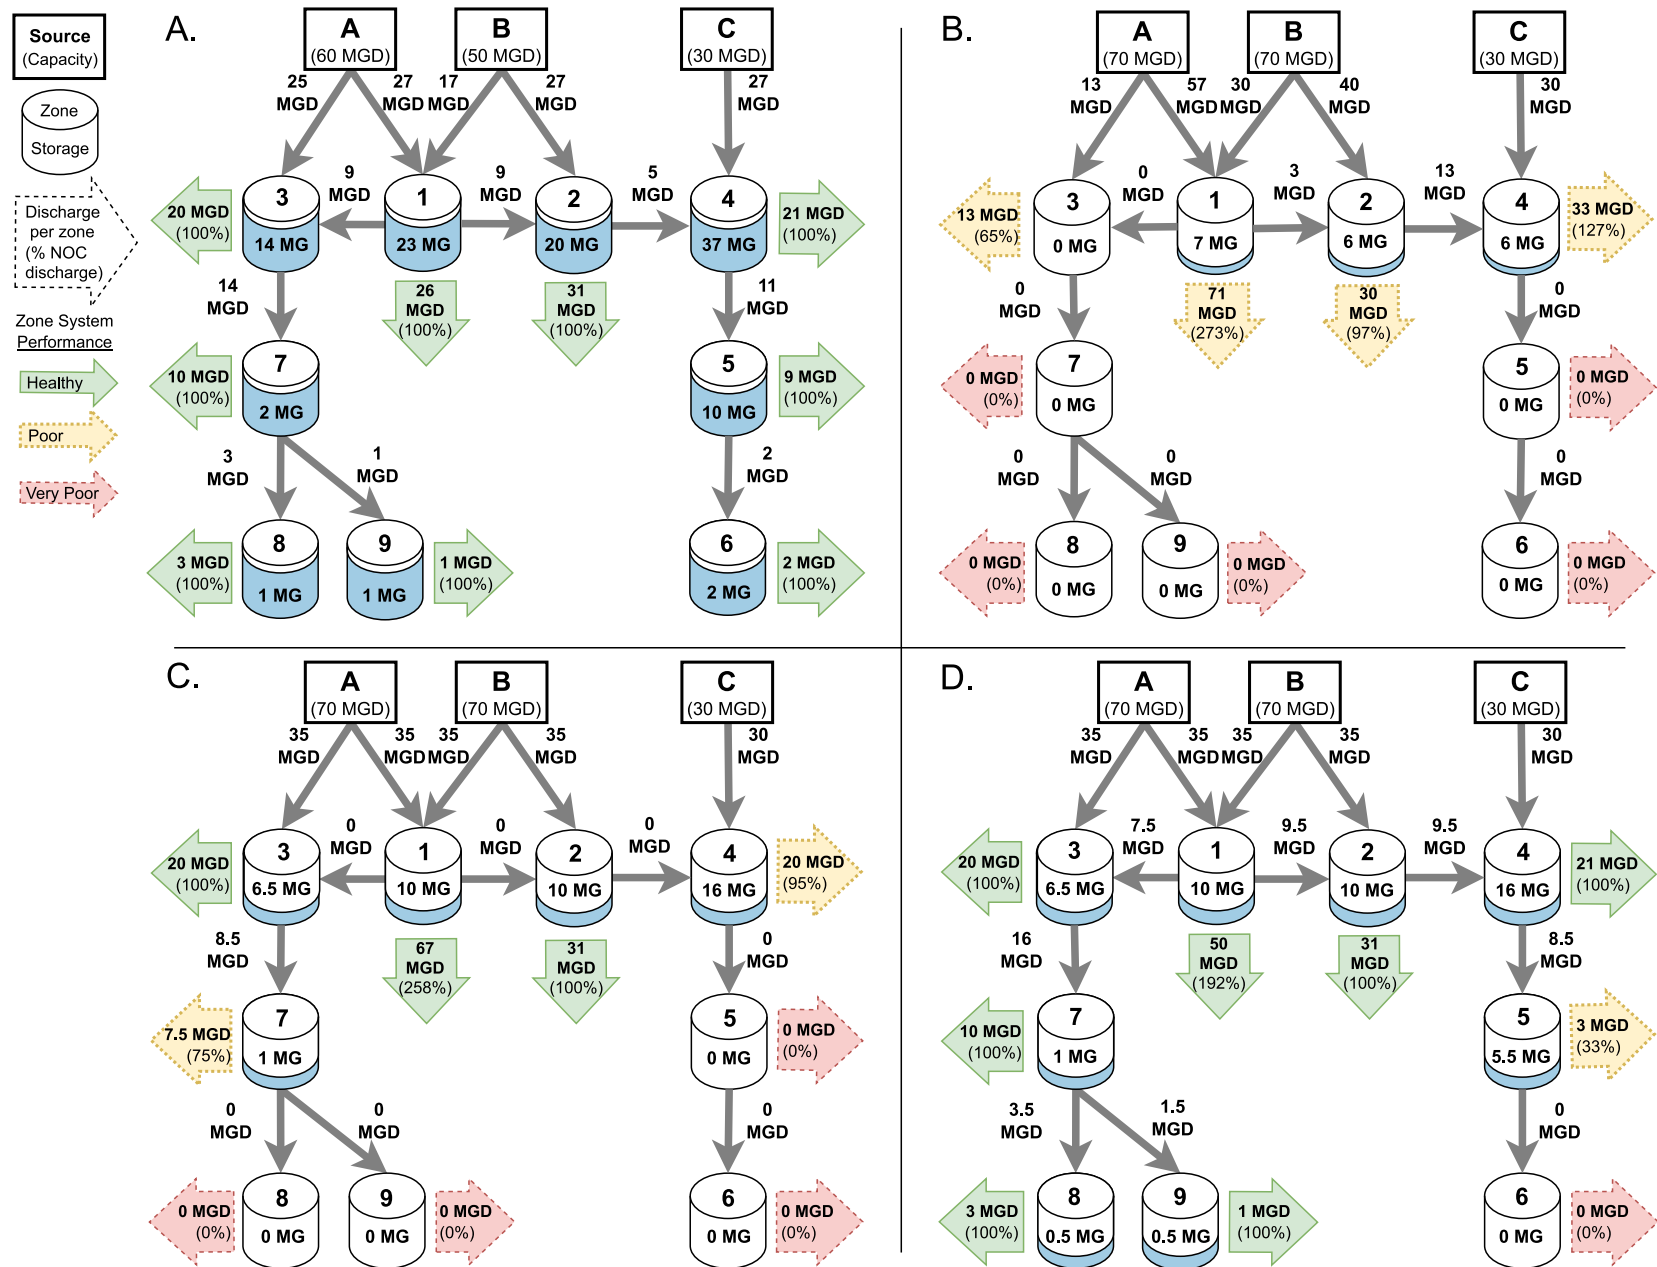 Source
(Capacity)
Zone
Storage
Discharge
per zone
(% NOC
discharge)
Zone System
Performance
Healthy
Poor
Very Poor
A.
A
(60 MGD)
B
(50 MGD)
C
(30 MGD)
25
MGD
27
MGD
17
MGD
27
MGD
27
MGD
3
14 MG
9
MGD
1
23 MG
9
MGD
2
20 MG
5
MGD
4
37 MG
20 MGD
(100%)
26
MGD
(100%)
31
MGD
(100%)
21 MGD
(100%)
14
MGD
11
MGD
7
2 MG
10 MGD
(100%)
5
10 MG
9 MGD
(100%)
3
MGD
1
MGD
2
MGD
8
1 MG
3 MGD
(100%)
9
1 MG
1 MGD
(100%)
6
2 MG
2 MGD
(100%)
B.
A
(70 MGD)
B
(70 MGD)
C
(30 MGD)
13
MGD
57
MGD
30
MGD
40
MGD
30
MGD
3
0 MG
0
MGD
1
7 MG
3
MGD
2
6 MG
13
MGD
4
6 MG
13 MGD
(65%)
71
MGD
(273%)
30
MGD
(97%)
33 MGD
(127%)
0
MGD
0
MGD
7
0 MG
0 MGD
(0%)
5
0 MG
0 MGD
(0%)
0
MGD
0
MGD
0
MGD
8
0 MG
0 MGD
(0%)
9
0 MG
0 MGD
(0%)
6
0 MG
0 MGD
(0%)
C.
A
(70 MGD)
B
(70 MGD)
C
(30 MGD)
35
MGD
35
MGD
35
MGD
35
MGD
30
MGD
3
6.5 MG
0
MGD
1
10 MG
0
MGD
2
10 MG
0
MGD
4
16 MG
20 MGD
(100%)
67
MGD
(258%)
31
MGD
(100%)
20 MGD
(95%)
8.5
MGD
0
MGD
7
1 MG
7.5 MGD
(75%)
5
0 MG
0 MGD
(0%)
0
MGD
0
MGD
0
MGD
8
0 MG
0 MGD
(0%)
9
0 MG
0 MGD
(0%)
6
0 MG
0 MGD
(0%)
D.
A
(70 MGD)
B
(70 MGD)
C
(30 MGD)
35
MGD
35
MGD
35
MGD
35
MGD
30
MGD
3
6.5 MG
7.5
MGD
1
10 MG
9.5
MGD
2
10 MG
9.5
MGD
4
16 MG
20 MGD
(100%)
50
MGD
(192%)
31
MGD
(100%)
21 MGD
(100%)
16
MGD
8.5
MGD
7
1 MG
10 MGD
(100%)
5
5.5 MG
3 MGD
(33%)
3.5
MGD
1.5
MGD
0
MGD
8
0.5 MG
3 MGD
(100%)
9
0.5 MG
1 MGD
(100%)
6
0 MG
0 MGD
(0%)